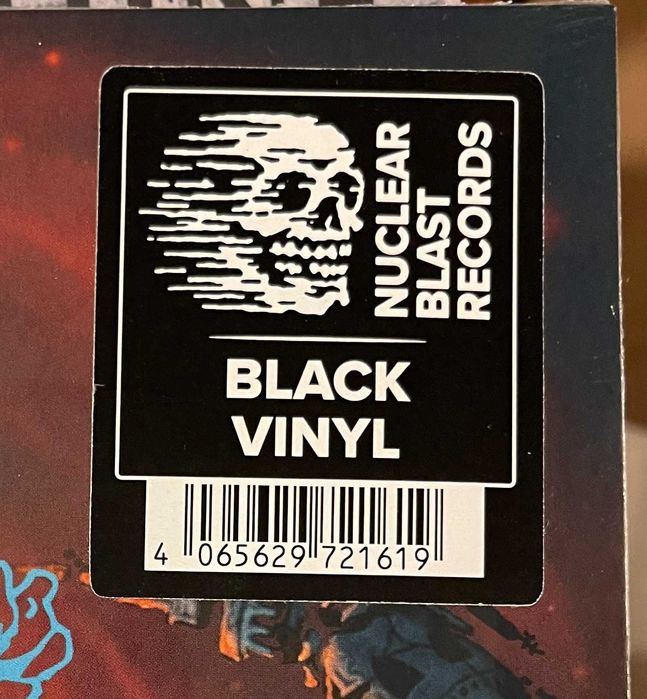 NUCLEAR
BLAST
RECORDS
BLACK
VINYL
4 065629 721619